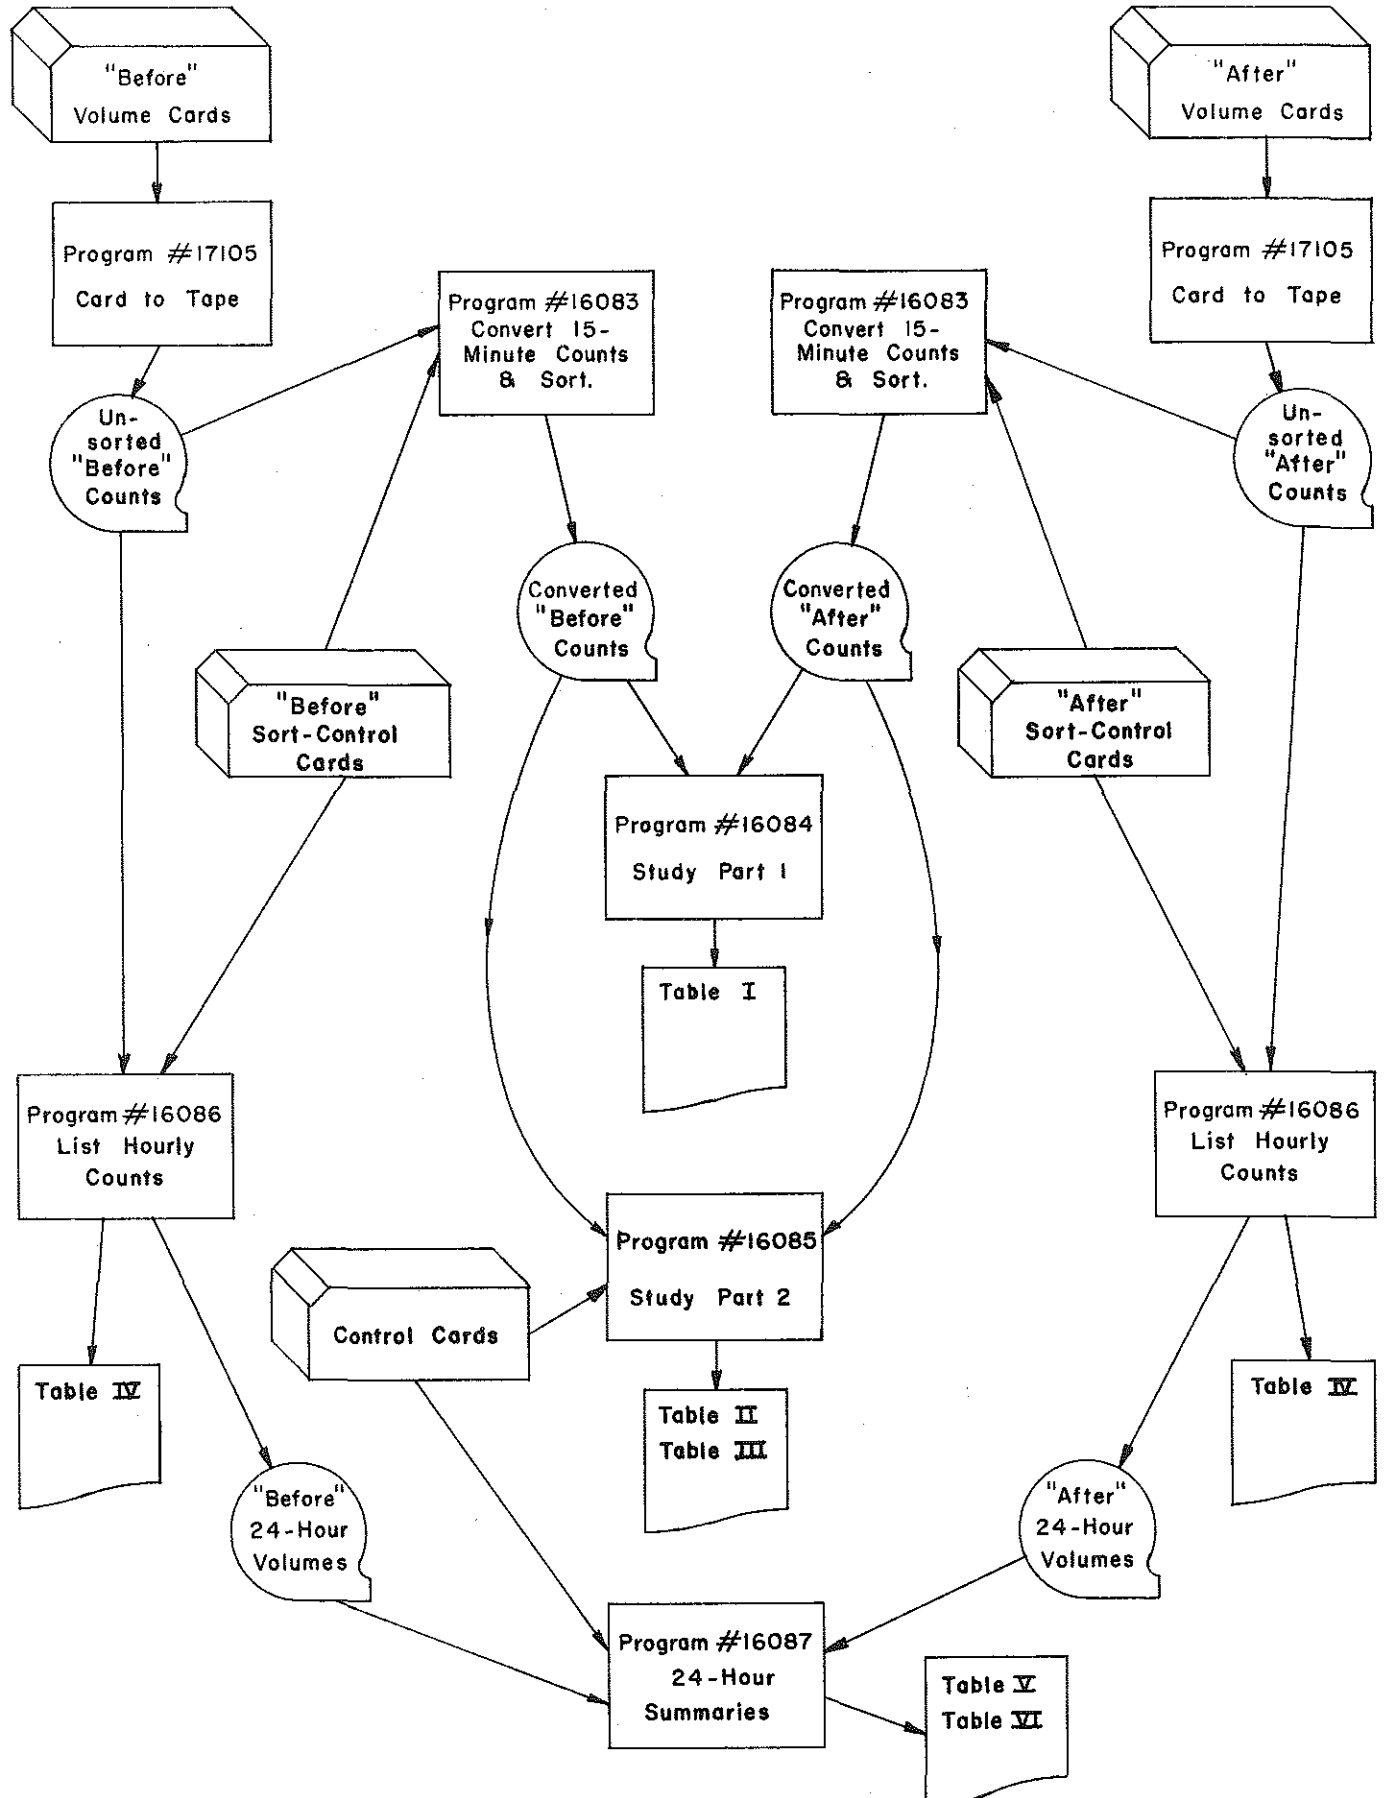 "Before"
Volume Cards
"After"
Volume Cards
Program #17105
Card to Tape
Program #16083
Convert 15-
Minute Counts
& Sort.
Program #16083
Convert 15-
Minute Counts
& Sort.
Program #17105
Card to Tape
Un-
sorted
"Before"
Counts
Un-
sorted
"After"
Counts
Converted
"Before"
Counts
Converted
"After"
Counts
"Before"
Sort-Control
Cards
"After"
Sort-Control
Cards
Program #16084
Study Part 1
Table I
Program #16086
List Hourly
Counts
Program #16086
List Hourly
Counts
Program #16085
Study Part 2
Control Cards
Table IV
Table II
Table III
Table IV
"Before"
24-Hour
Volumes
"After"
24-Hour
Volumes
Program #16087
24-Hour
Summaries
Table V
Table VI